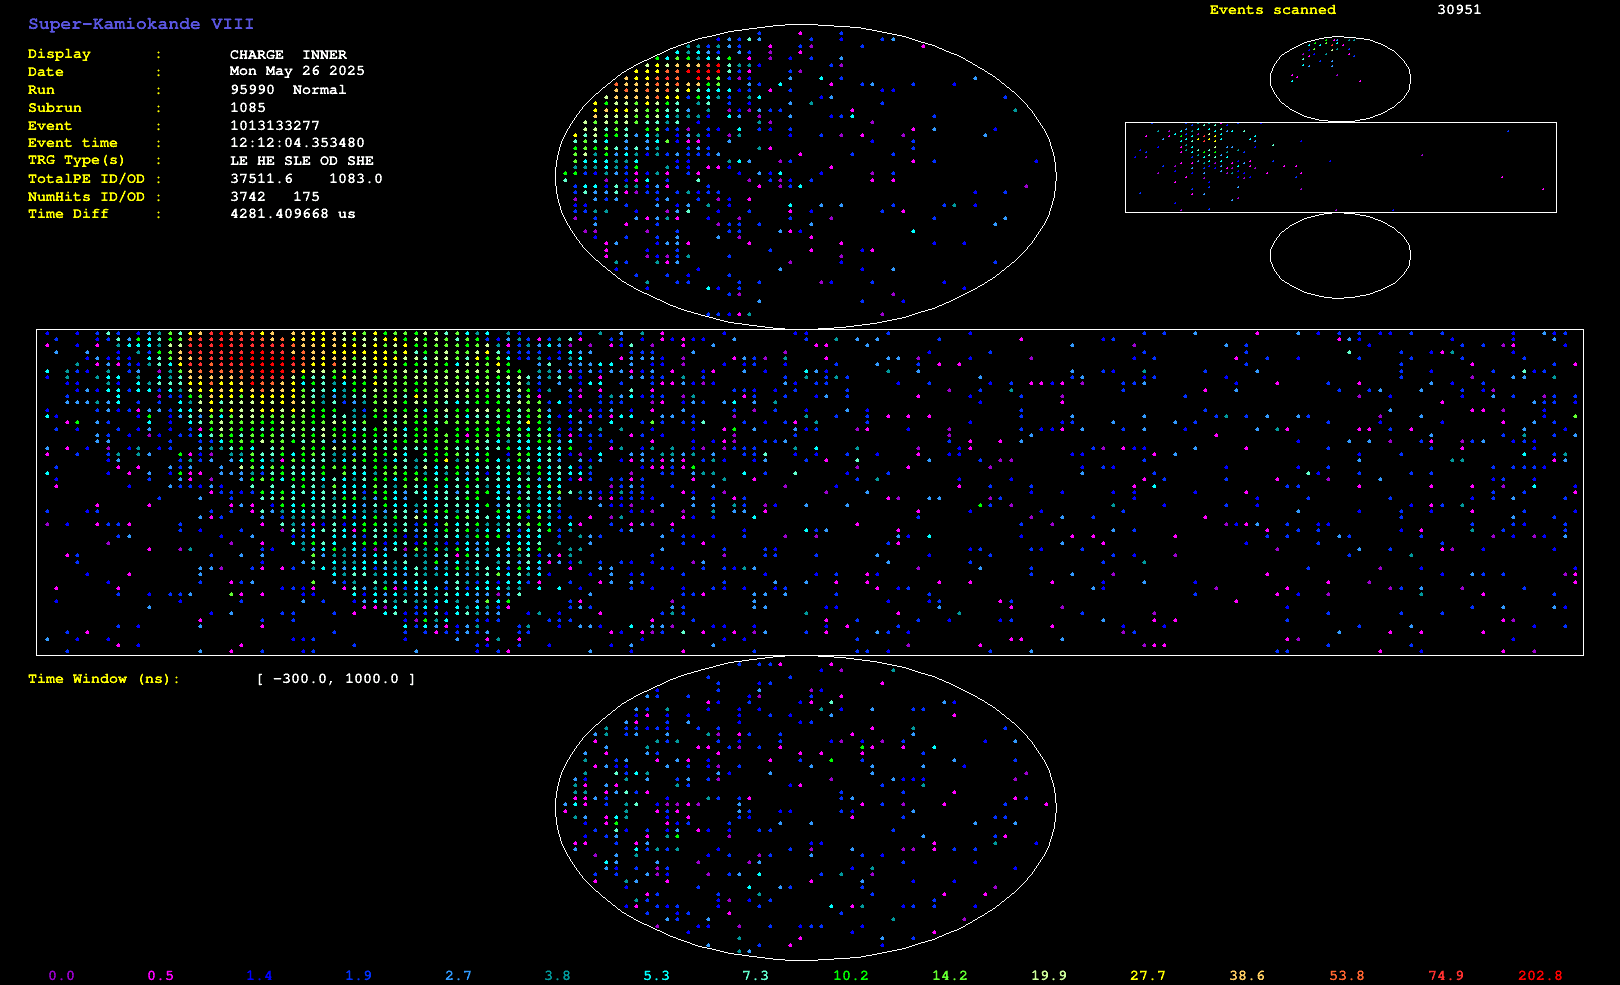 Super-Kamiokande VIII
Events scanned 30951
Display : CHARGE INNER
Date : Mon May 26 2025
Run : 95990 Normal
Subrun : 1085
Event : 1013133277
Event time : 12:12:04.353480
TRG Type(s) : LE HE SLE OD SHE
TotalPE ID/OD : 37511.6 1083.0
NumHits ID/OD : 3742 175
Time Diff : 4281.409668 us
Time Window (ns): [ −300.0, 1000.0 ]
0.0 0.5 1.4 1.9 2.7 3.8 5.3 7.3 10.2 14.2 19.9 27.7 38.6 53.8 74.9 202.8